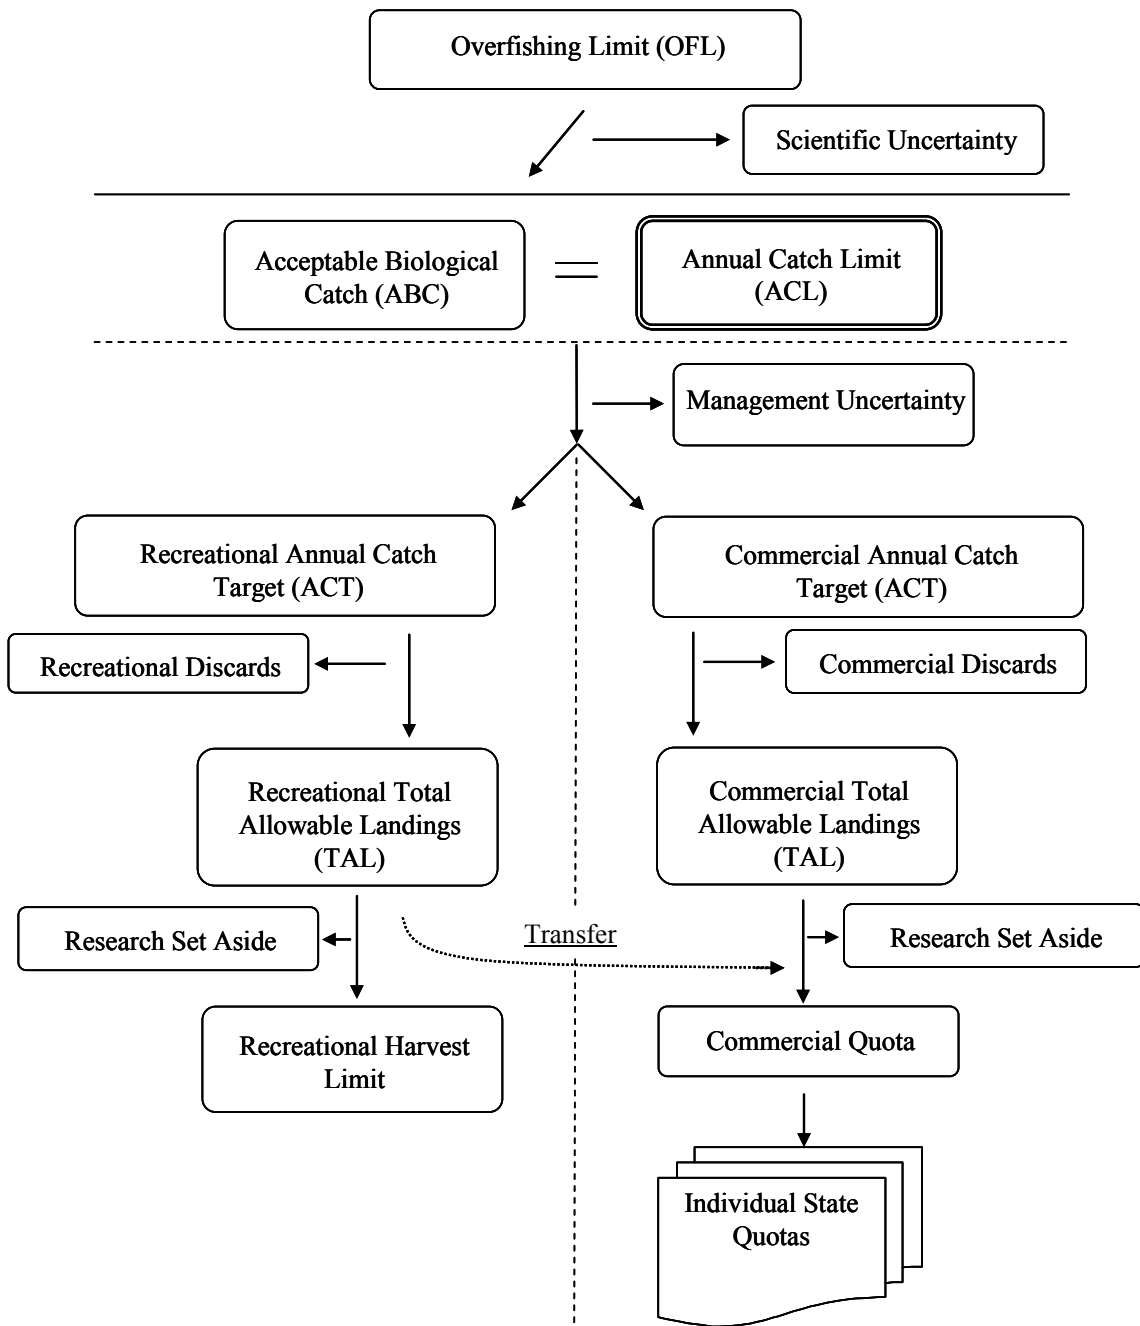 Overfishing Limit (OFL)
Scientific Uncertainty
Acceptable Biological
Catch (ABC)
Annual Catch Limit
(ACL)
Management Uncertainty
Recreational Annual Catch
Target (ACT)
Commercial Annual Catch
Target (ACT)
Recreational Discards
Commercial Discards
Recreational Total
Allowable Landings
(TAL)
Commercial Total
Allowable Landings
(TAL)
Research Set Aside
Transfer
Research Set Aside
Recreational Harvest
Limit
Commercial Quota
Individual State
Quotas